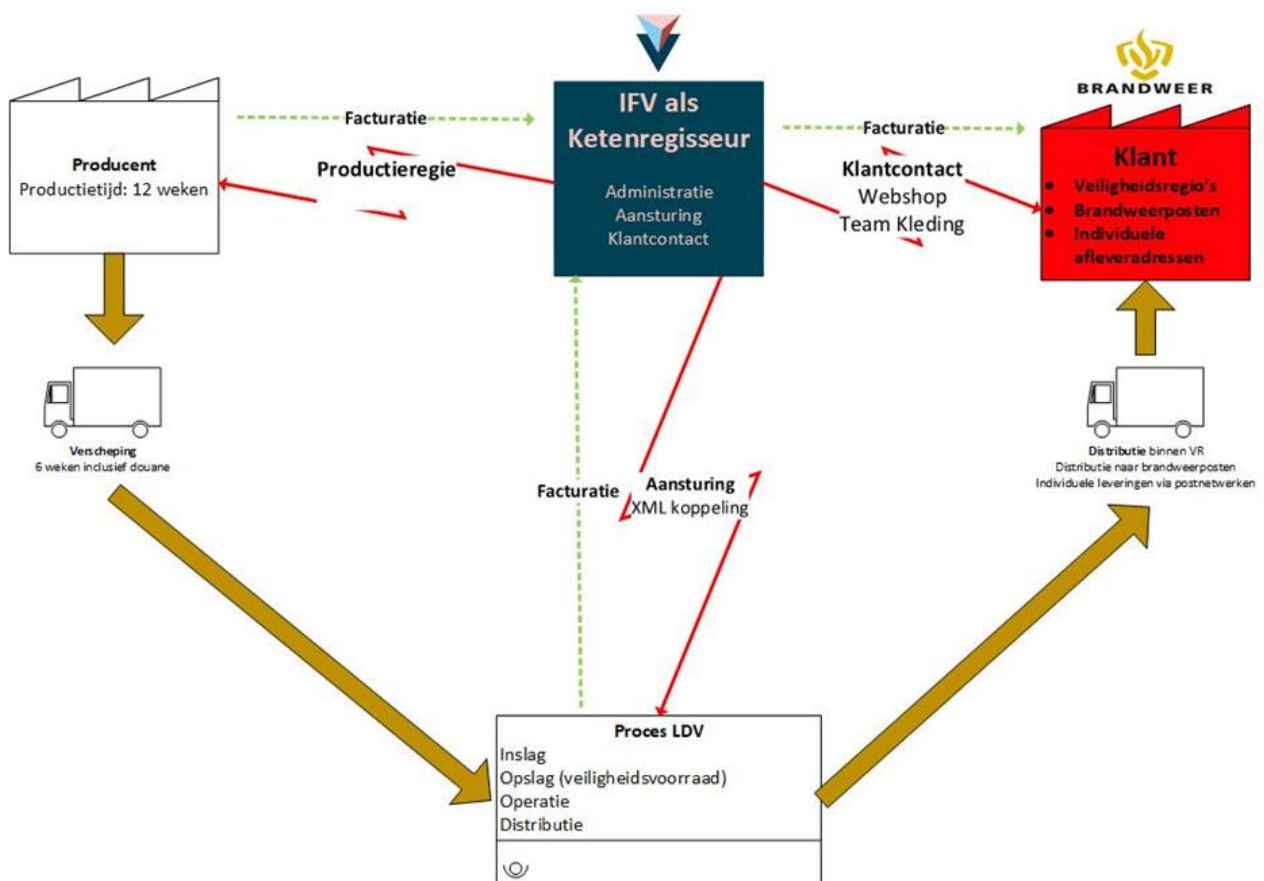 BRANDWEER
IFV als
Ketenregisseur
Administratie
Aansturing
Klantcontact
Facturatie
Productieregie
Producent
Productietijd: 12 weken
Facturatie
Klantcontact
Webshop
Team Kleding
Klant
• Veiligheidsregio's
• Brandweerposten
• Individuele
afleveradressen
Verscheping
6 weken inclusief douane
Distributie binnen VR
Distributie naar brandweerposten
Individuele leveringen via postnetwerken
Facturatie
Aansturing
XML koppeling
Proces LDV
Inslag
Opslag (veiligheidsvoorraad)
Operatie
Distributie